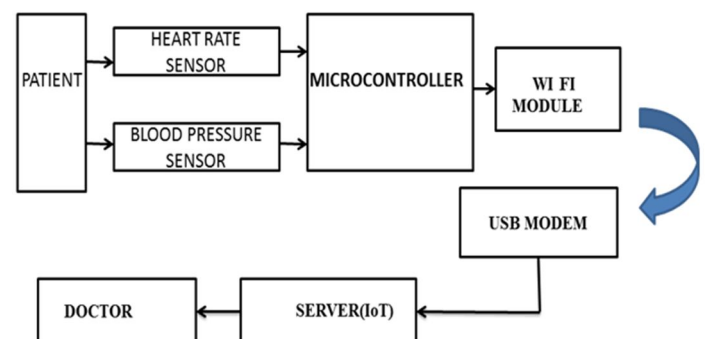 HEART RATE
SENSOR
PATIENT
MICROCONTROLLER
WI FI
MODULE
BLOOD PRESSURE
SENSOR
USB MODEM
DOCTOR
SERVER(IoT)